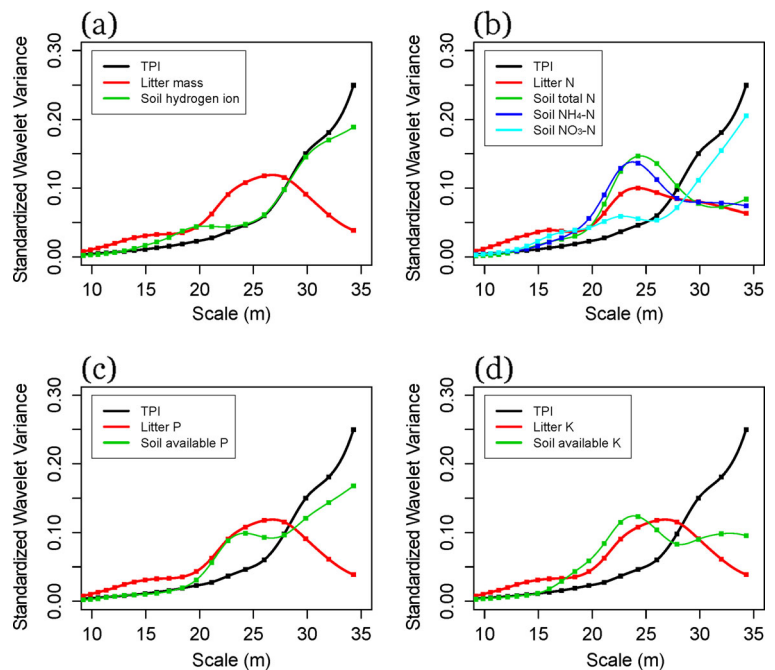 (a)
Standardized Wavelet Variance
0.30
0.20
0.10
0.00
TPI
Litter mass
Soil hydrogen ion
10 15 20 25 30 35
Scale (m)
(b)
Standardized Wavelet Variance
0.30
0.20
0.10
0.00
TPI
Litter N
Soil total N
Soil NH₄-N
Soil NO₃-N
10 15 20 25 30 35
Scale (m)
(c)
Standardized Wavelet Variance
0.30
0.20
0.10
0.00
TPI
Litter P
Soil available P
10 15 20 25 30 35
Scale (m)
(d)
Standardized Wavelet Variance
0.30
0.20
0.10
0.00
TPI
Litter K
Soil available K
10 15 20 25 30 35
Scale (m)